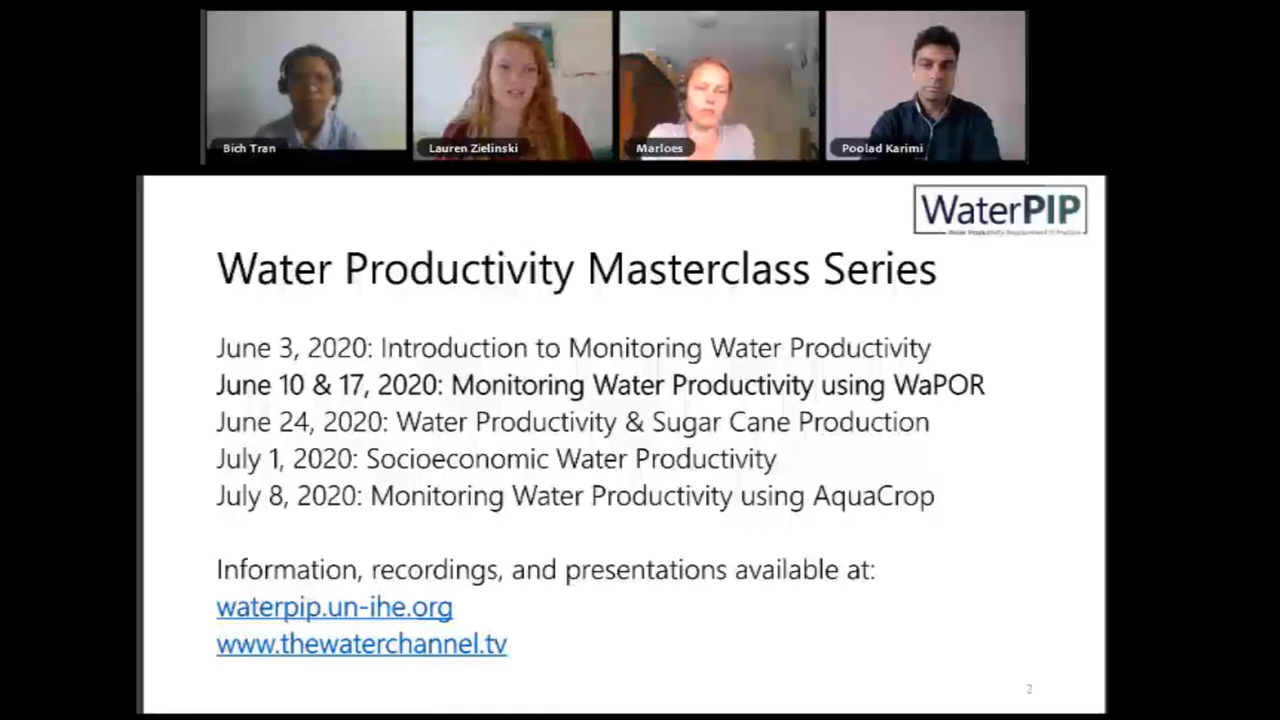 Bich Tran
Lauren Zielinski
Marloes
Poolad Karimi
WaterPIP
Water Productivity Masterclass Series
June 3, 2020: Introduction to Monitoring Water Productivity
June 10 & 17, 2020: Monitoring Water Productivity using WaPOR
June 24, 2020: Water Productivity & Sugar Cane Production
July 1, 2020: Socioeconomic Water Productivity
July 8, 2020: Monitoring Water Productivity using AquaCrop
Information, recordings, and presentations available at:
waterpip.un-ihe.org
www.thewaterchannel.tv
2